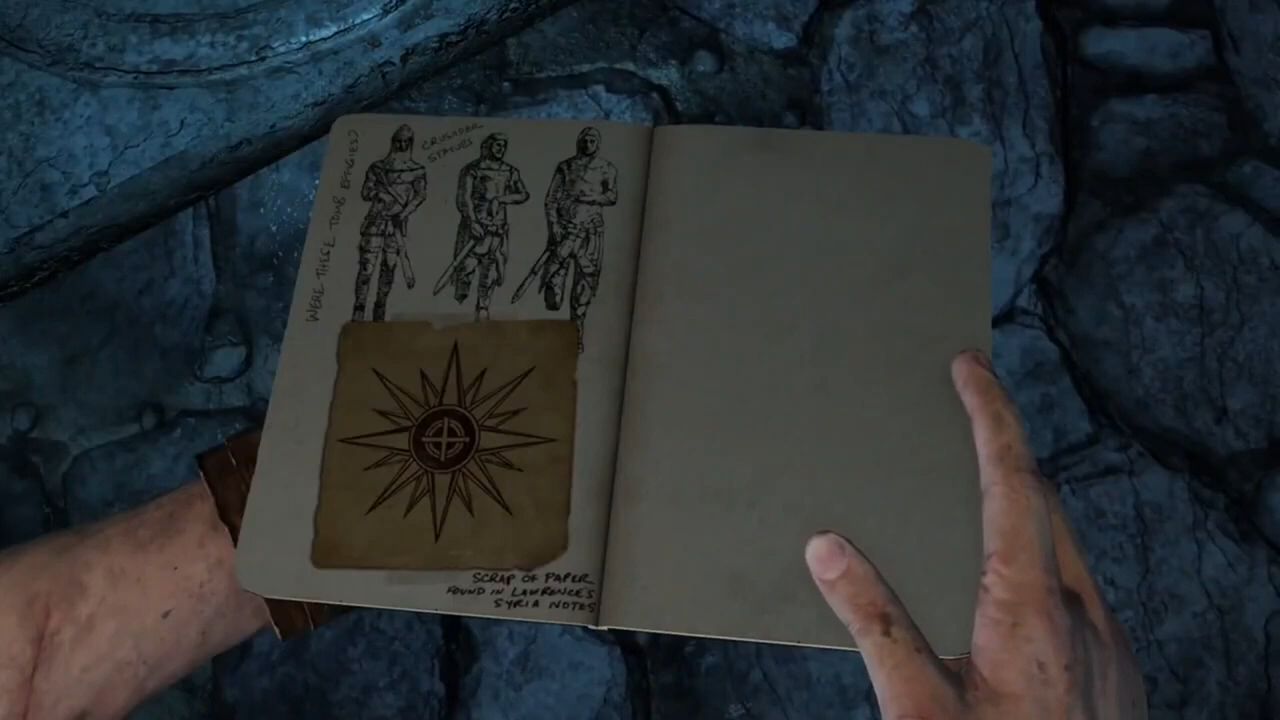 WERE THESE TOMB EFFIGIES?
CRUSADER
STATUES
SCRAP OF PAPER
FOUND IN LAWRENCE'S
SYRIA NOTES